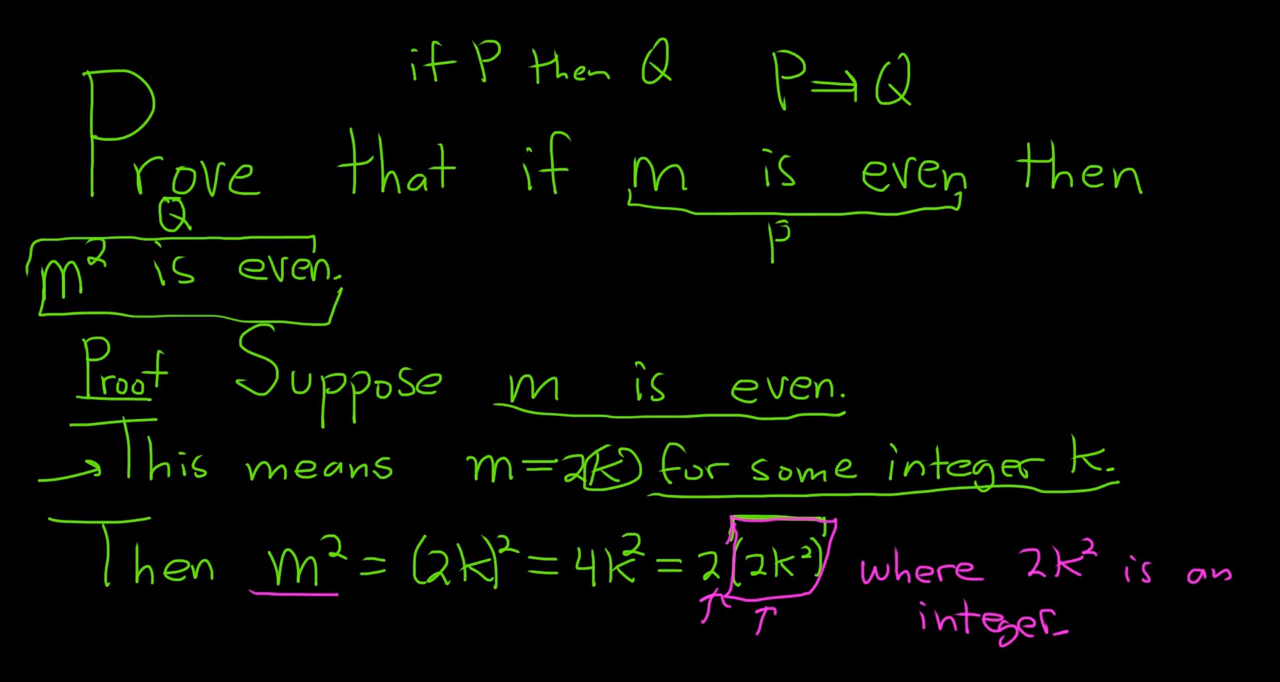 if P then Q P⇒Q
Prove that if m is even then
P
Q
m² is even.
Proof Suppose m is even.
This means m=2k for some integer k.
Then m² = (2k)² = 4k² = 2(2k²) where 2k² is an
integer.